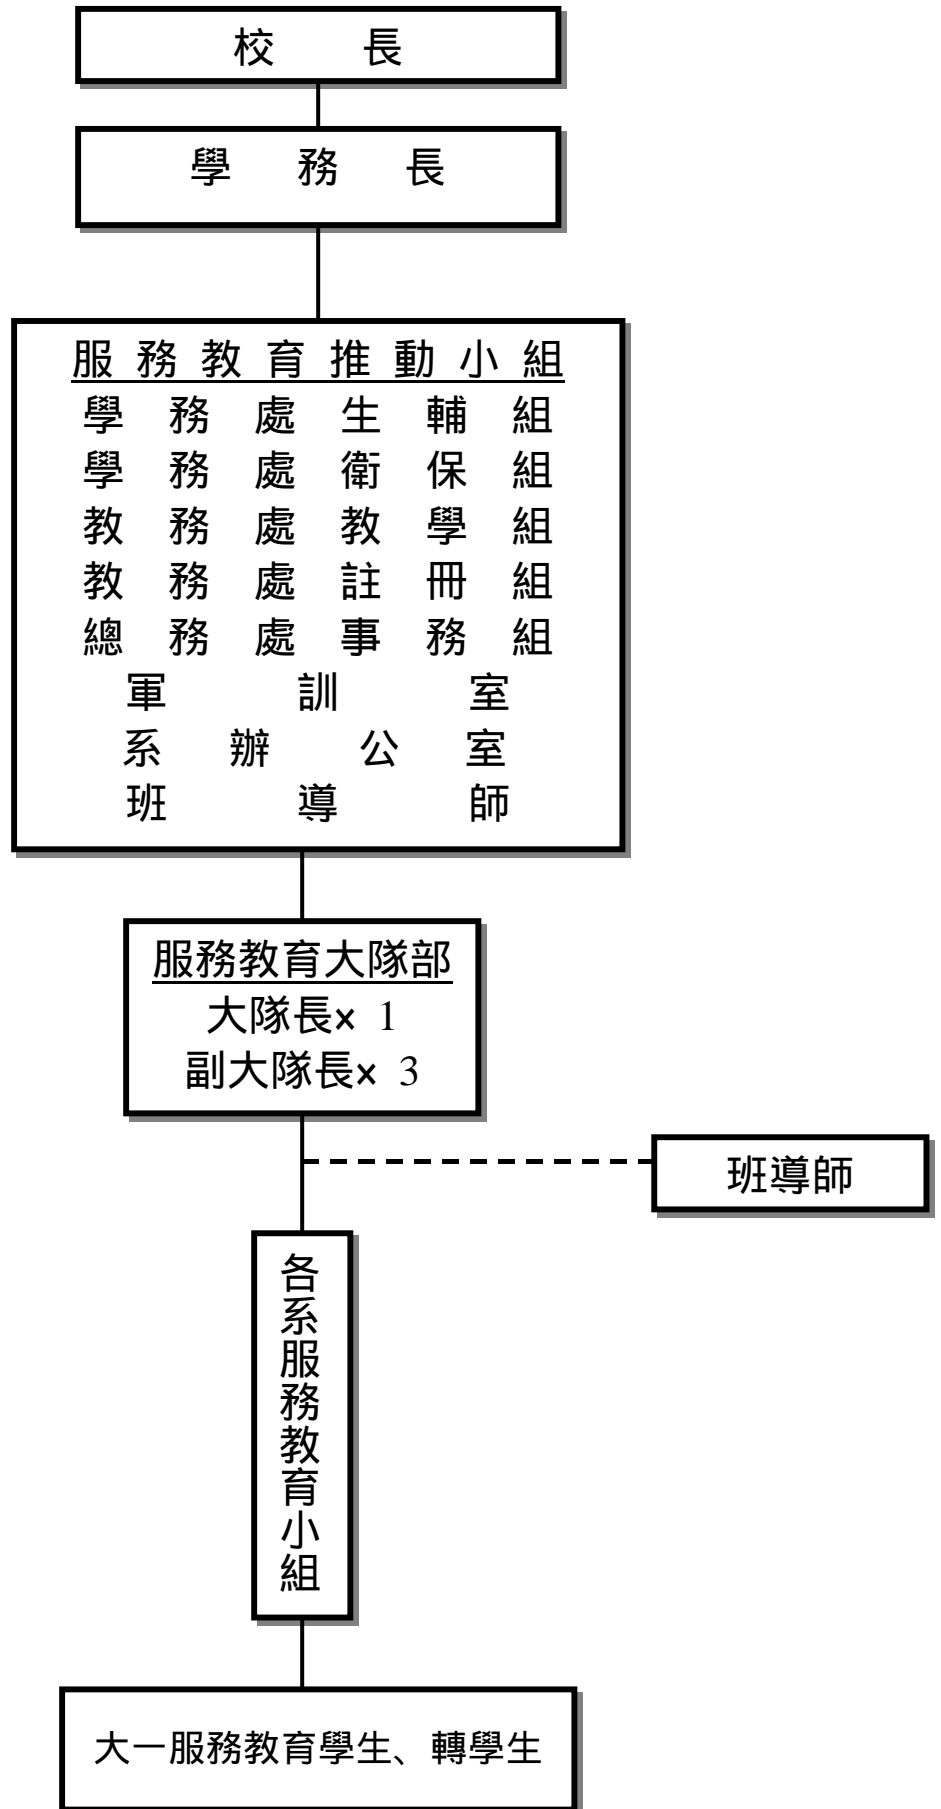 校長
學務長
服務教育推動小組
學務處生輔組
學務處衛保組
教務處教學組
教務處註冊組
總務處事務組
軍訓室
系辦公室
班導師
服務教育大隊部
大隊長× 1
副大隊長× 3
班導師
各系服務教育小組
大一服務教育學生、轉學生